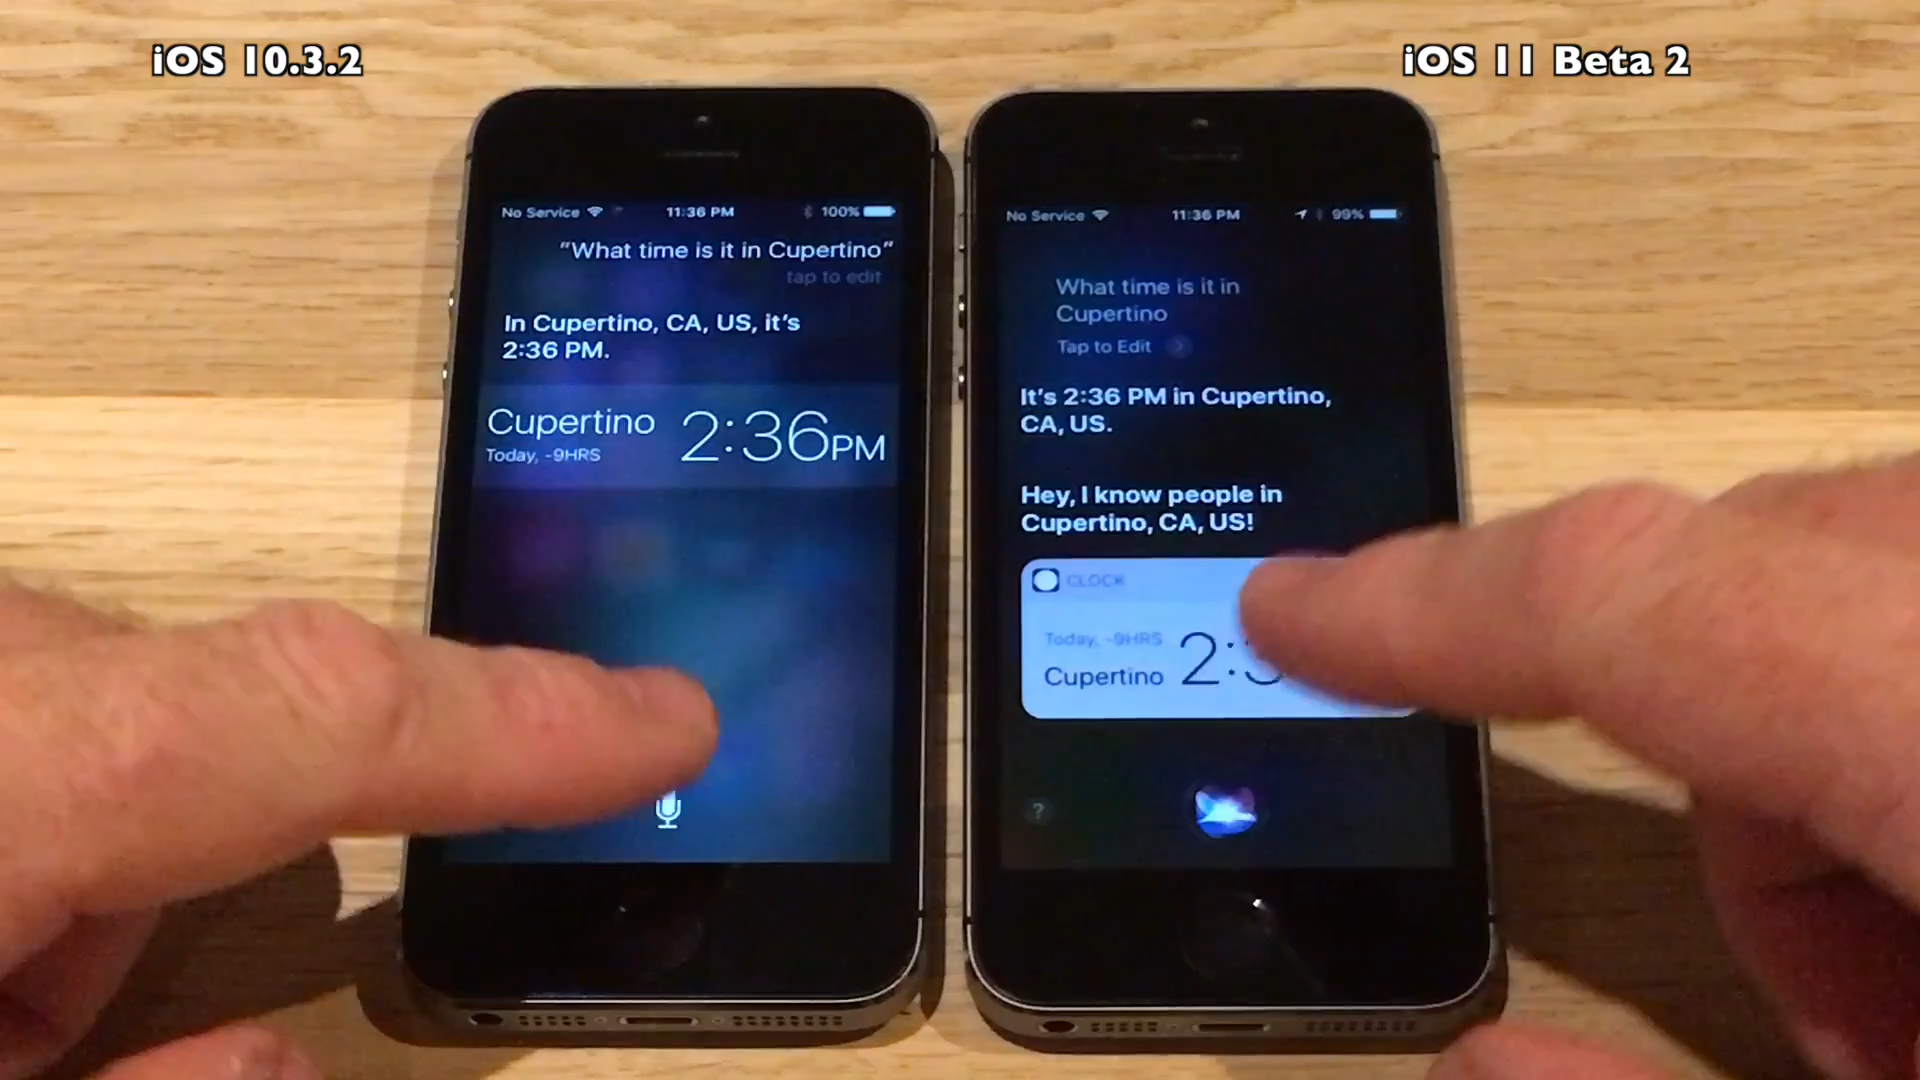 iOS 10.3.2
iOS 11 Beta 2
No Service 11:36 PM 100%
"What time is it in Cupertino"
tap to edit
In Cupertino, CA, US, it's
2:36 PM.
Cupertino 2:36PM
Today, -9HRS
No Service 11:36 PM 99%
What time is it in
Cupertino
Tap to Edit
It's 2:36 PM in Cupertino,
CA, US.
Hey, I know people in
Cupertino, CA, US!
CLOCK
Today, -9HRS
Cupertino 2:
?